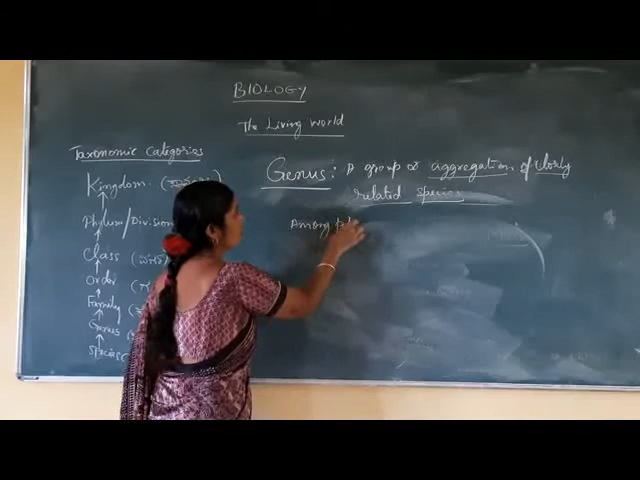 BIOLOGY
The Living World
Taxonomic Categories
Kingdom
Phylum/Division
Class
Order
Family
Genus
Species
Genus: A group or aggregation of closely
related species
Among